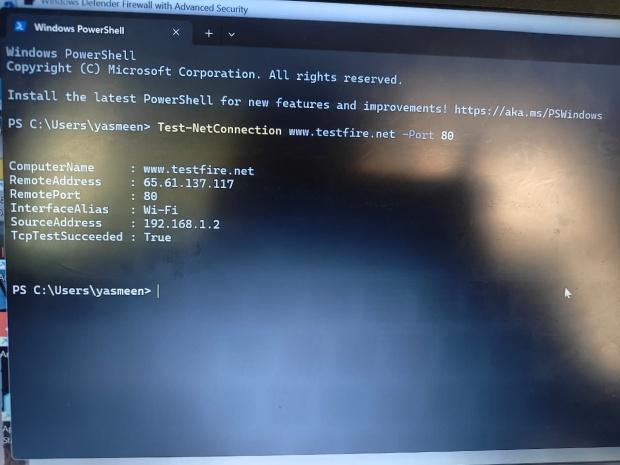 Windows Defender Firewall with Advanced Security
Windows PowerShell
Windows PowerShell
Copyright (C) Microsoft Corporation. All rights reserved.
Install the latest PowerShell for new features and improvements! https://aka.ms/PSWindows
PS C:\Users\yasmeen> Test-NetConnection www.testfire.net -Port 80
ComputerName     : www.testfire.net
RemoteAddress    : 65.61.137.117
RemotePort       : 80
InterfaceAlias   : Wi-Fi
SourceAddress    : 192.168.1.2
TcpTestSucceeded : True
PS C:\Users\yasmeen>